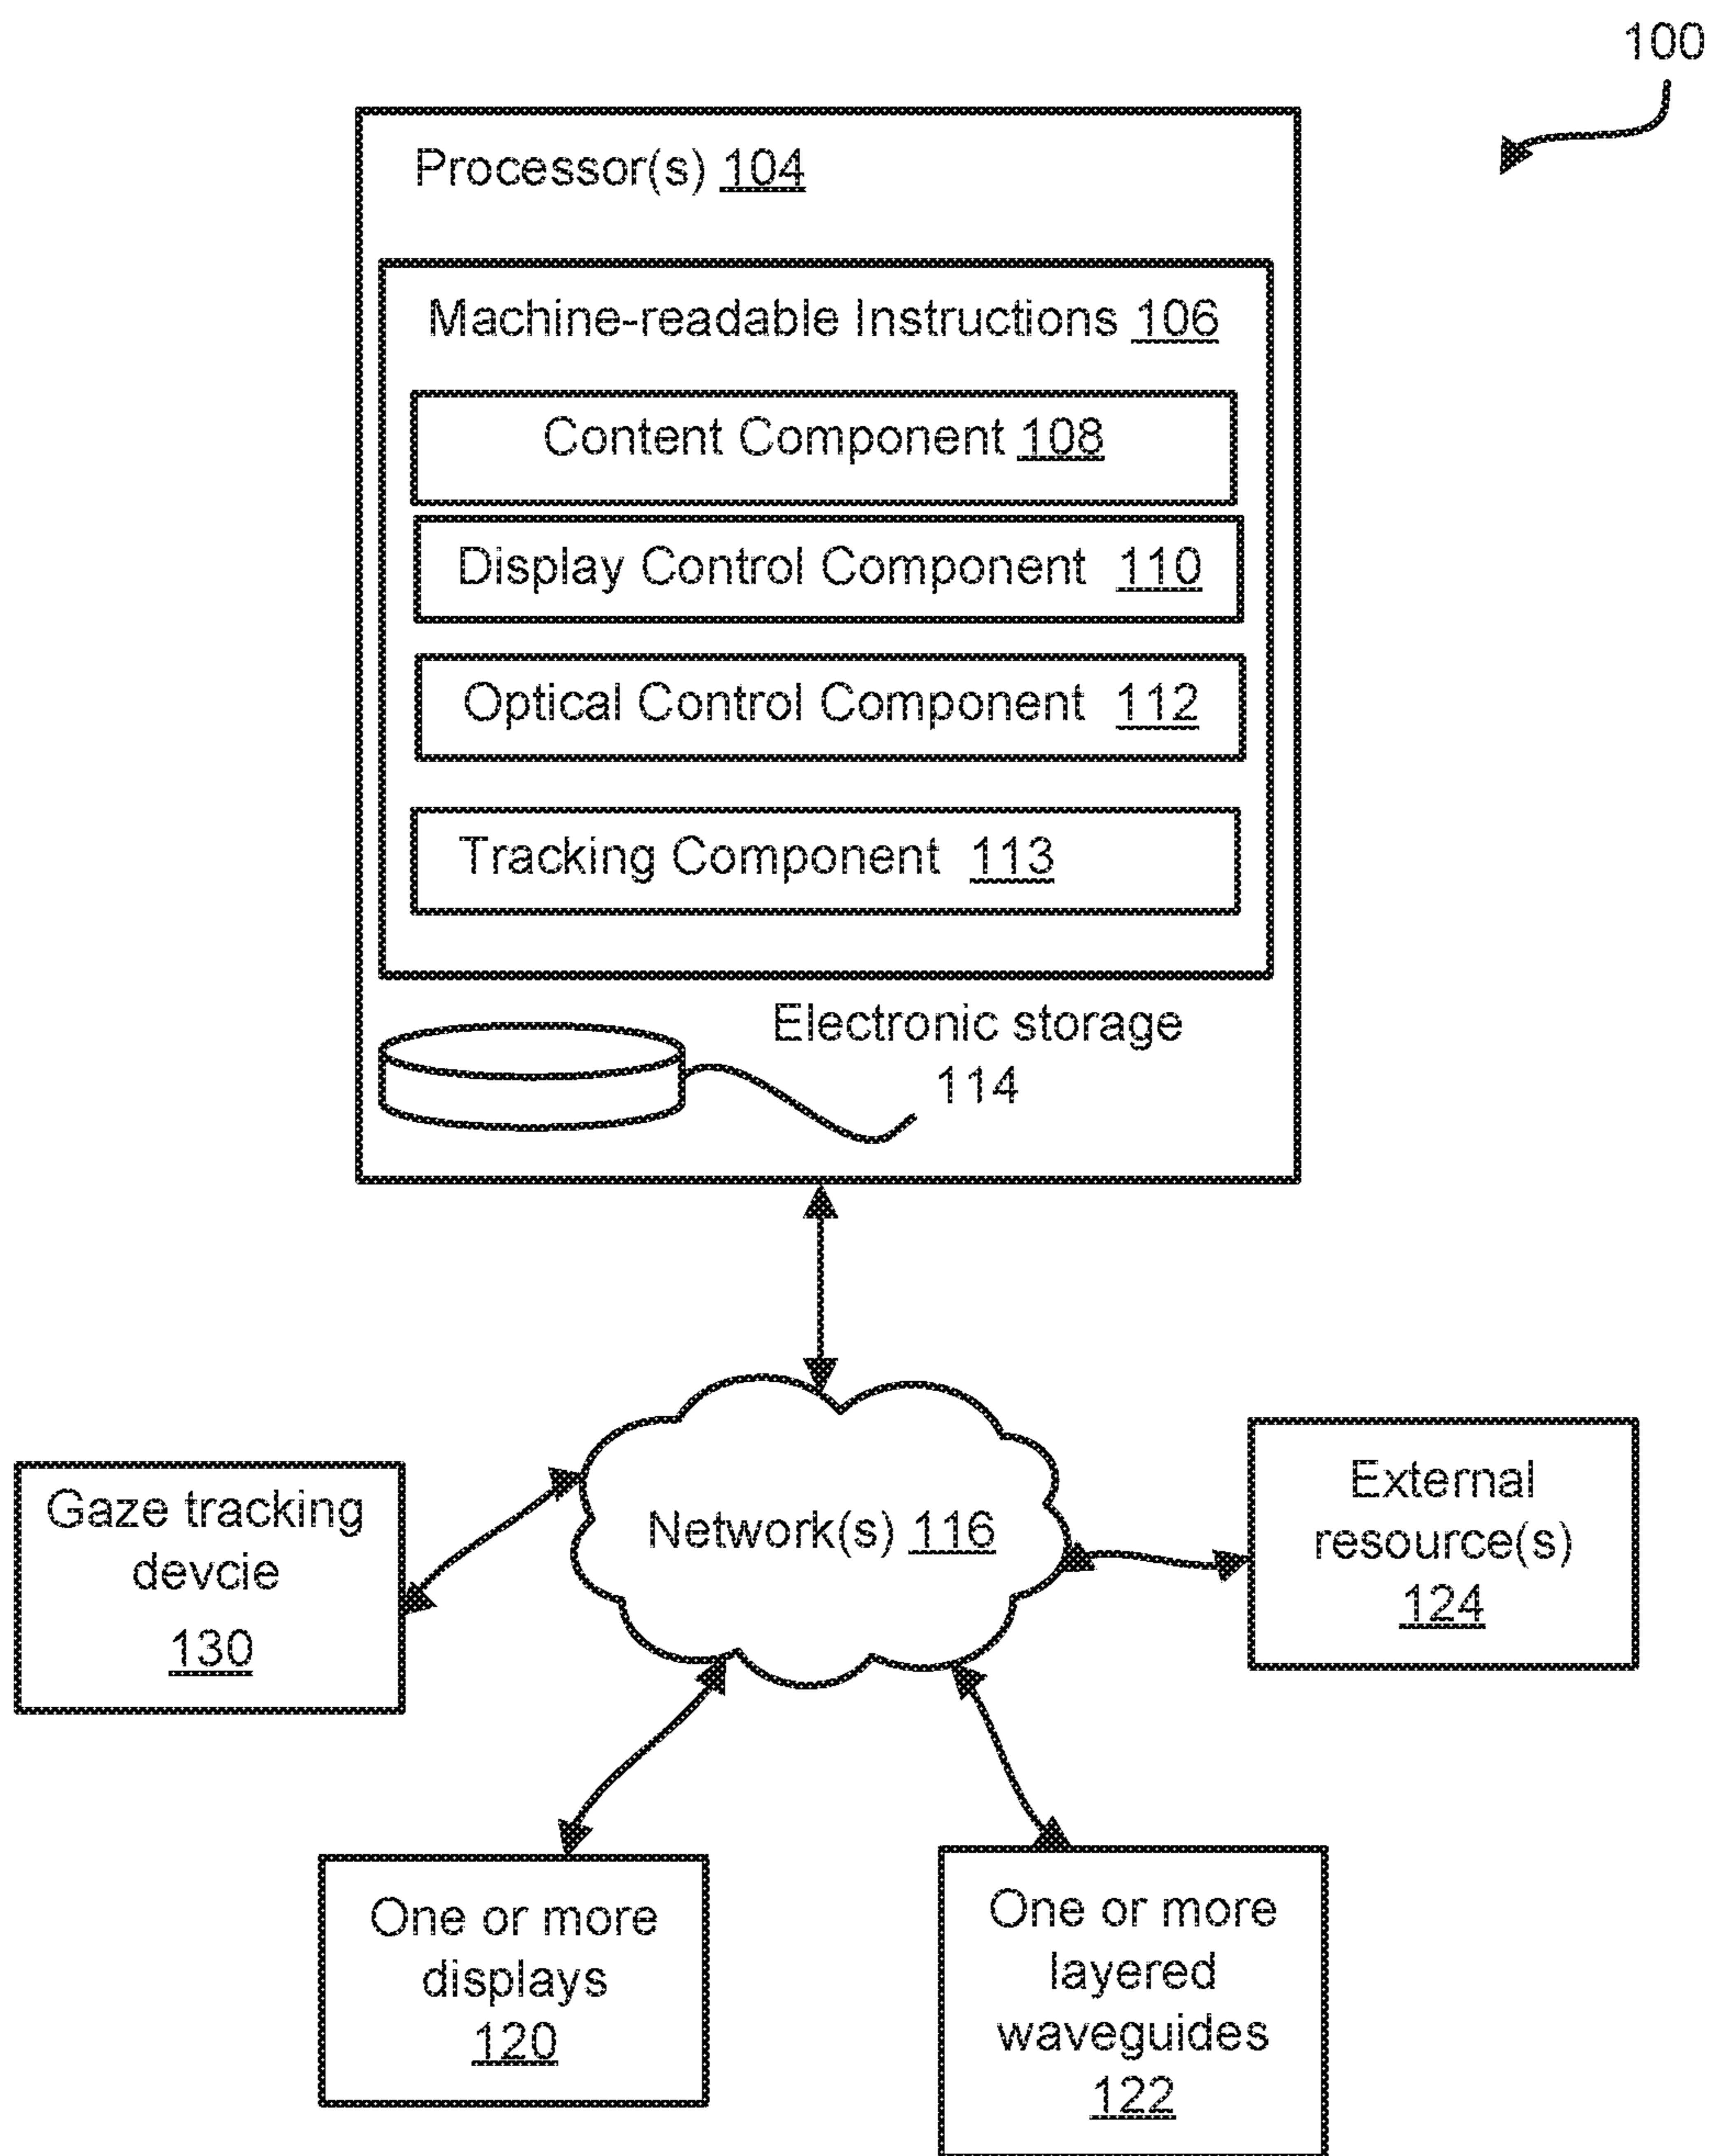 100
Processor(s) 104
Machine-readable Instructions 106
Content Component 108
Display Control Component 110
Optical Control Component 112
Tracking Component 113
Electronic storage
114
Gaze tracking
devcie
130
Network(s) 116
External
resource(s)
124
One or more
displays
120
One or more
layered
waveguides
122